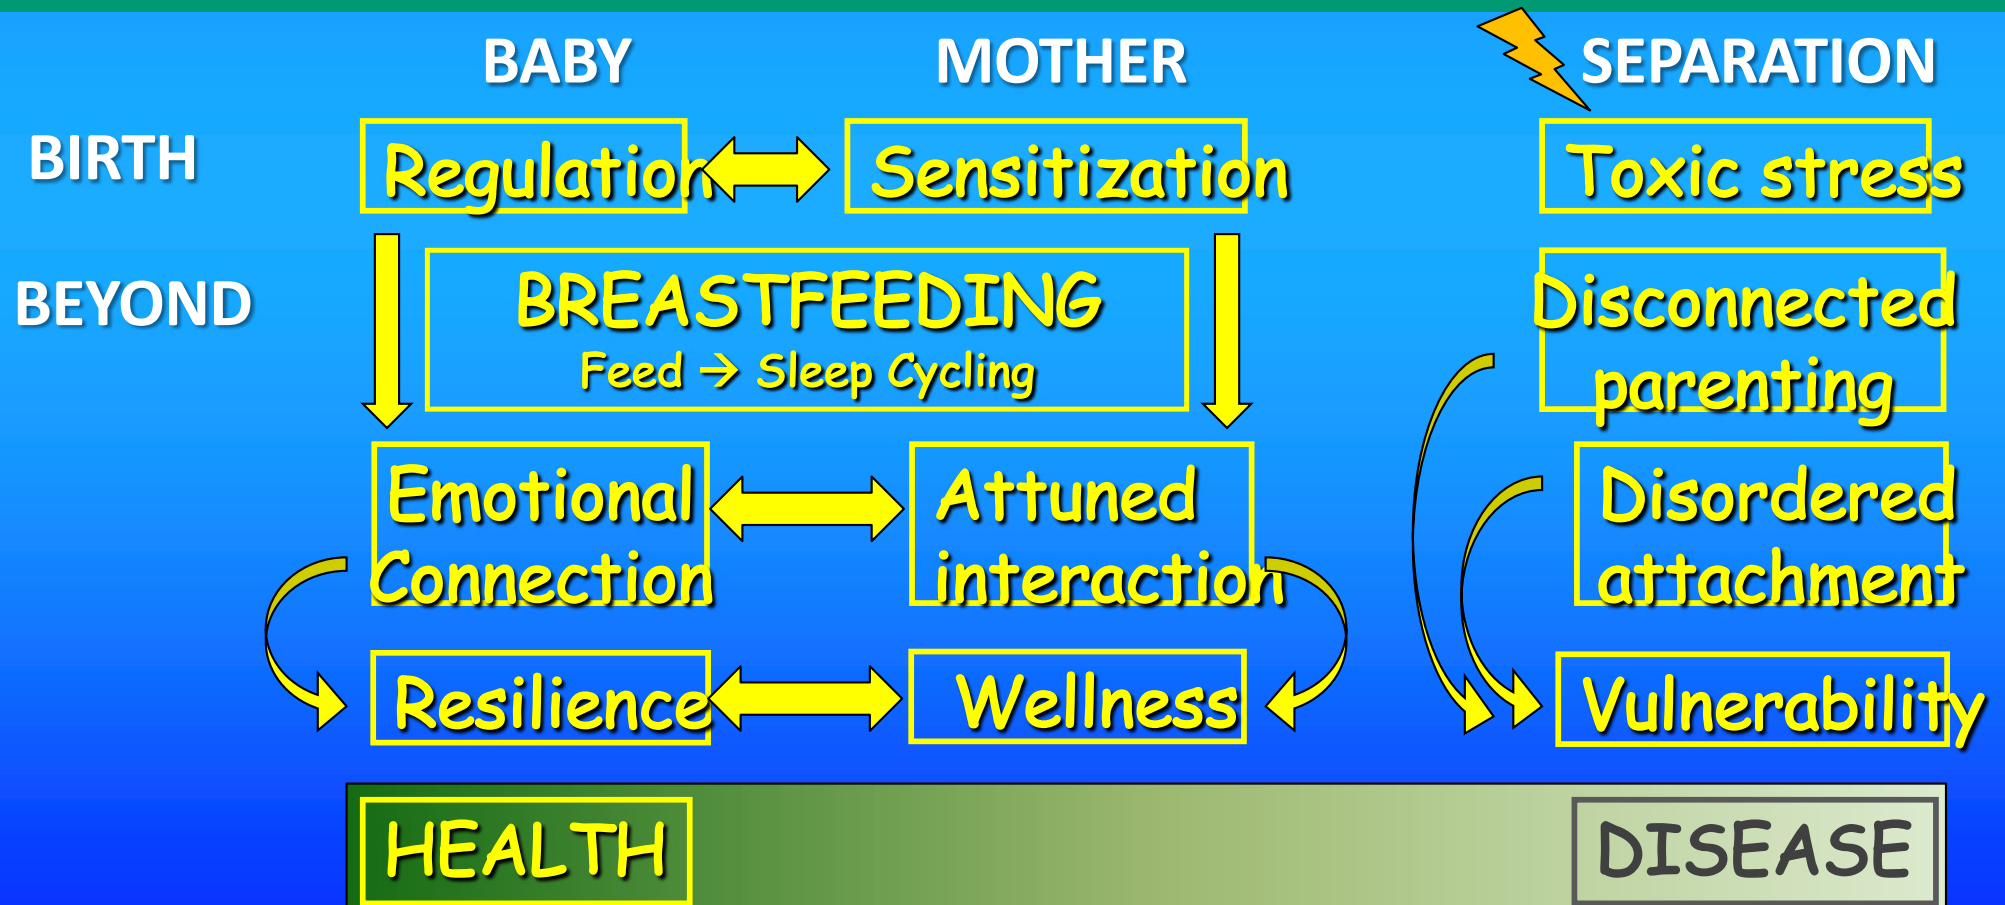 BABY MOTHER SEPARATION
BIRTH Regulation Sensitization Toxic stress
BEYOND BREASTFEEDING Disconnected
Feed → Sleep Cycling parenting
Emotional Attuned Disordered
Connection interaction attachment
Resilience Wellness Vulnerability
HEALTH DISEASE